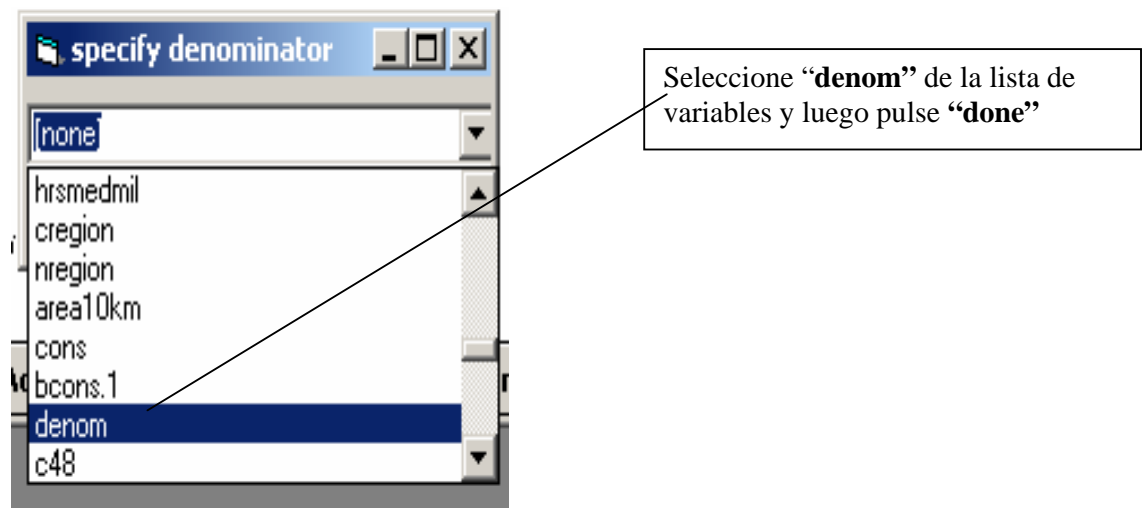 specify denominator
[none]
hrsmedmil
cregion
nregion
area10km
cons
bcons.1
denom
c48
Seleccione “denom” de la lista de
variables y luego pulse “done”